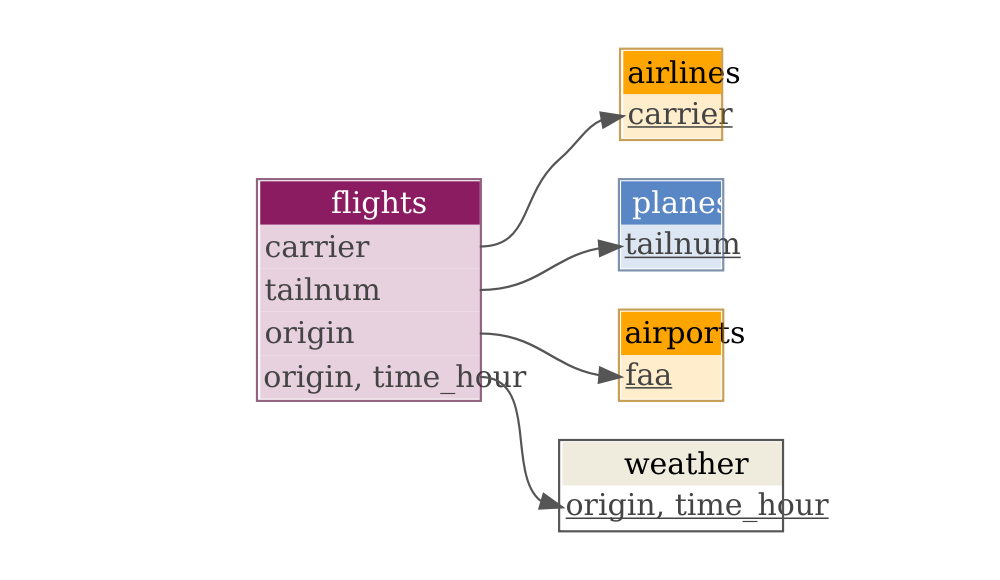 flights
carrier
tailnum
origin
origin, time_hour
airlines
carrier
planes
tailnum
airports
faa
weather
origin, time_hour